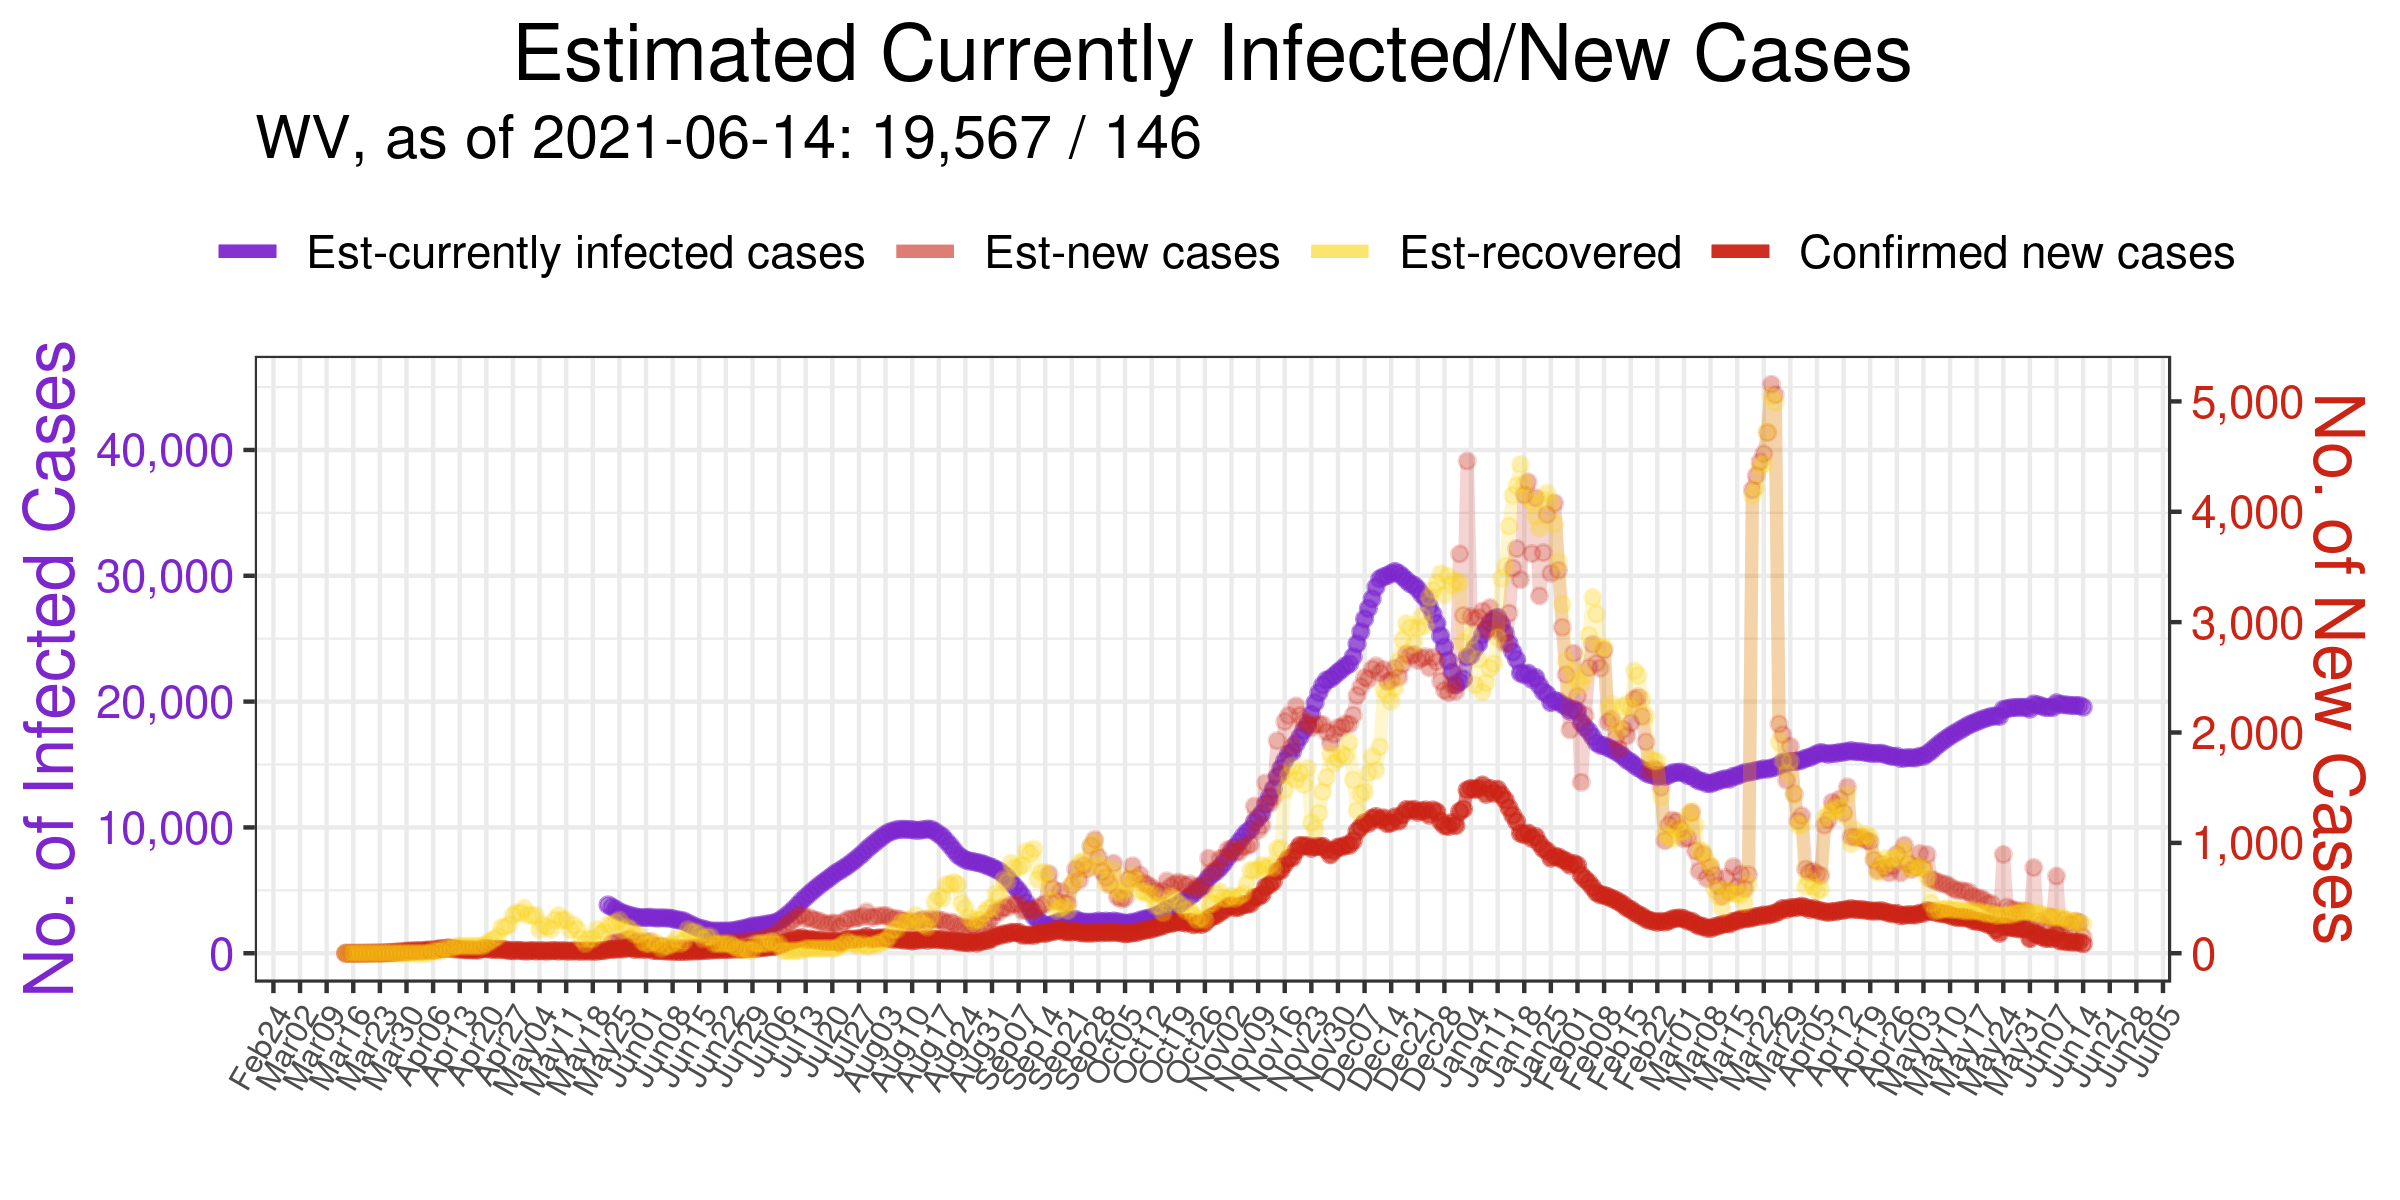 Estimated Currently Infected/New Cases
WV, as of 2021-06-14: 19,567 / 146
Est-currently infected cases
Est-new cases
Est-recovered
Confirmed new cases
No. of Infected Cases
40,000
30,000
20,000
10,000
0
5,000
4,000
3,000
2,000
1,000
0
No. of New Cases
Feb24
Mar02
Mar09
Mar16
Mar23
Mar30
Apr06
Apr13
Apr20
Apr27
May04
May11
May18
May25
Jun01
Jun08
Jun15
Jun22
Jun29
Jul06
Jul13
Jul20
Jul27
Aug03
Aug10
Aug17
Aug24
Aug31
Sep07
Sep14
Sep21
Sep28
Oct05
Oct12
Oct19
Oct26
Nov02
Nov09
Nov16
Nov23
Nov30
Dec07
Dec14
Dec21
Dec28
Jan04
Jan11
Jan18
Jan25
Feb01
Feb08
Feb15
Feb22
Mar01
Mar08
Mar15
Mar22
Mar29
Apr05
Apr12
Apr19
Apr26
May03
May10
May17
May24
May31
Jun07
Jun14
Jun21
Jun28
Jul05